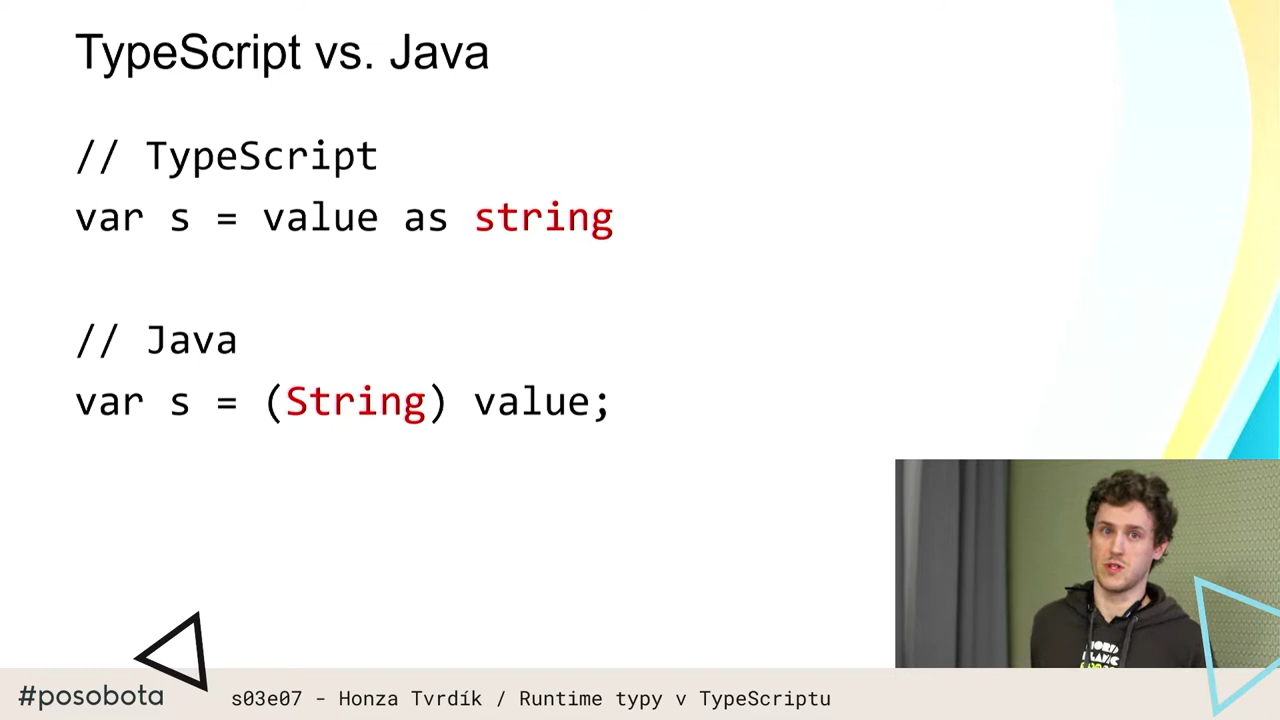 TypeScript vs. Java
// TypeScript
var s = value as string
// Java
var s = (String) value;
#posobota
s03e07 - Honza Tvrdík / Runtime typy v TypeScriptu